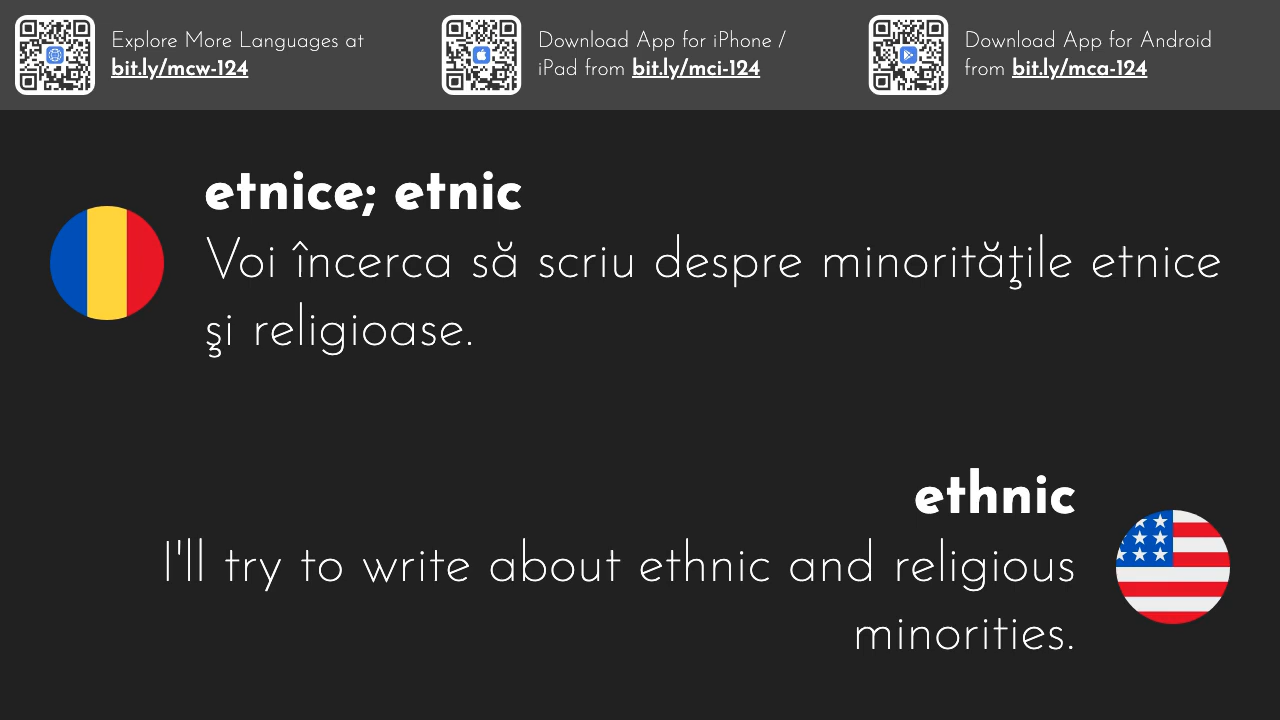 Explore More Languages at
bit.ly/mcw-124
Download App for iPhone /
iPad from bit.ly/mci-124
Download App for Android
from bit.ly/mca-124
etnice; etnic
Voi încerca să scriu despre minorităţile etnice
şi religioase.
ethnic
I'll try to write about ethnic and religious
minorities.